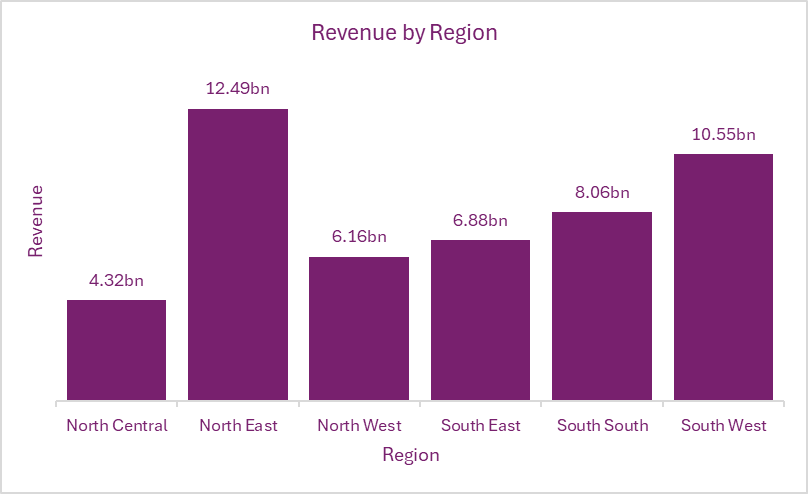 Revenue by Region
12.49bn
10.55bn
8.06bn
6.88bn
6.16bn
4.32bn
Revenue
North Central North East North West South East South South South West
Region